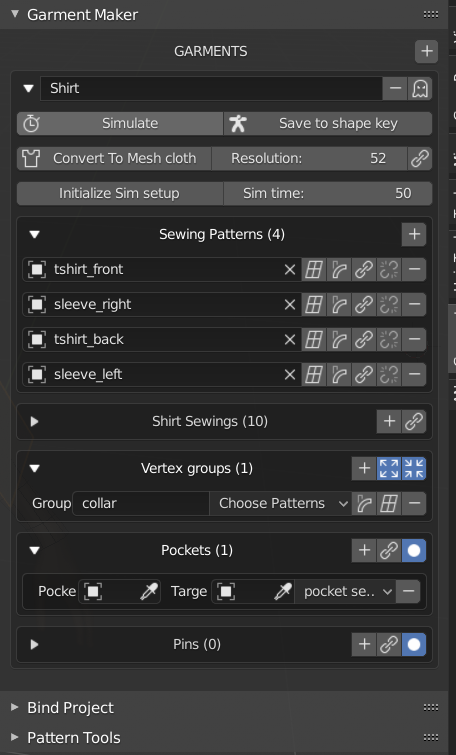 Garment Maker
GARMENTS
Shirt
Simulate Save to shape key
Convert To Mesh cloth Resolution: 52
Initialize Sim setup Sim time: 50
Sewing Patterns (4)
tshirt_front
sleeve_right
tshirt_back
sleeve_left
Shirt Sewings (10)
Vertex groups (1)
Group collar Choose Patterns
Pockets (1)
Pocke Targe pocket se..
Pins (0)
Bind Project
Pattern Tools